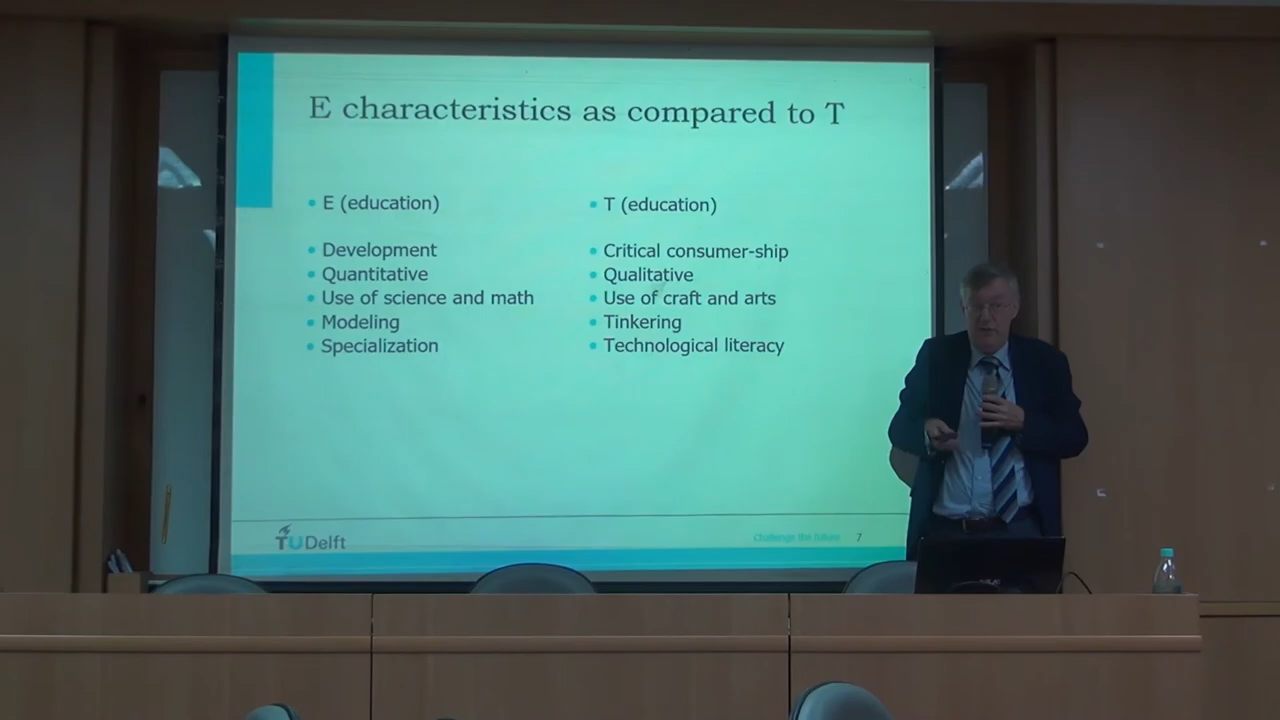 E characteristics as compared to T
• E (education)
• Development
• Quantitative
• Use of science and math
• Modeling
• Specialization
• T (education)
• Critical consumer-ship
• Qualitative
• Use of craft and arts
• Tinkering
• Technological literacy
TUDelft
Challenge the future 7